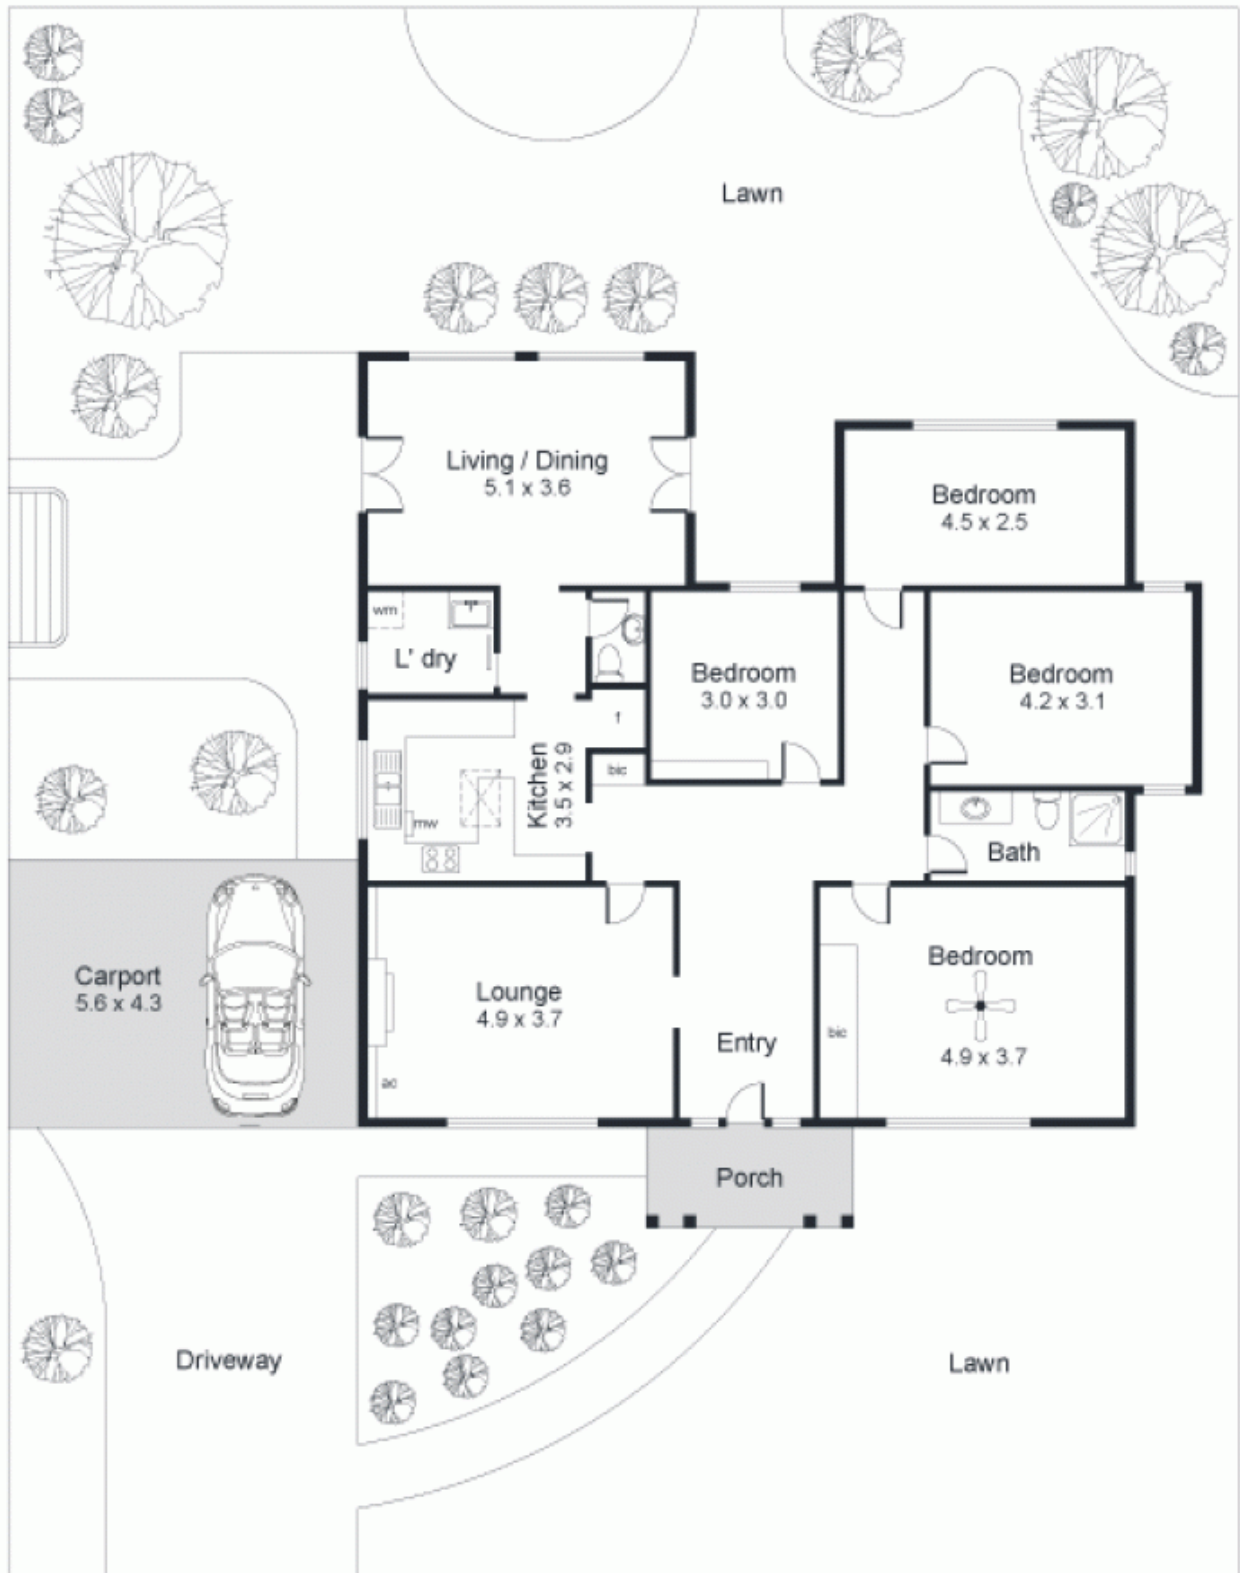 Lawn
Living / Dining
5.1 x 3.6
Bedroom
4.5 x 2.5
wm
L' dry
Bedroom
3.0 x 3.0
Bedroom
4.2 x 3.1
f
bic
Kitchen
3.5 x 2.9
mw
Bath
Carport
5.6 x 4.3
Lounge
4.9 x 3.7
ac
Entry
Bedroom
4.9 x 3.7
bic
Porch
Driveway
Lawn